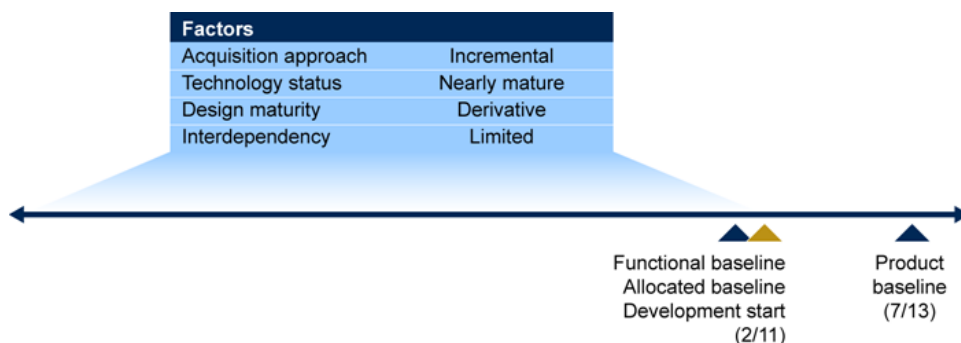 Factors
Acquisition approach Incremental
Technology status Nearly mature
Design maturity Derivative
Interdependency Limited
Functional baseline
Allocated baseline
Development start
(2/11)
Product
baseline
(7/13)